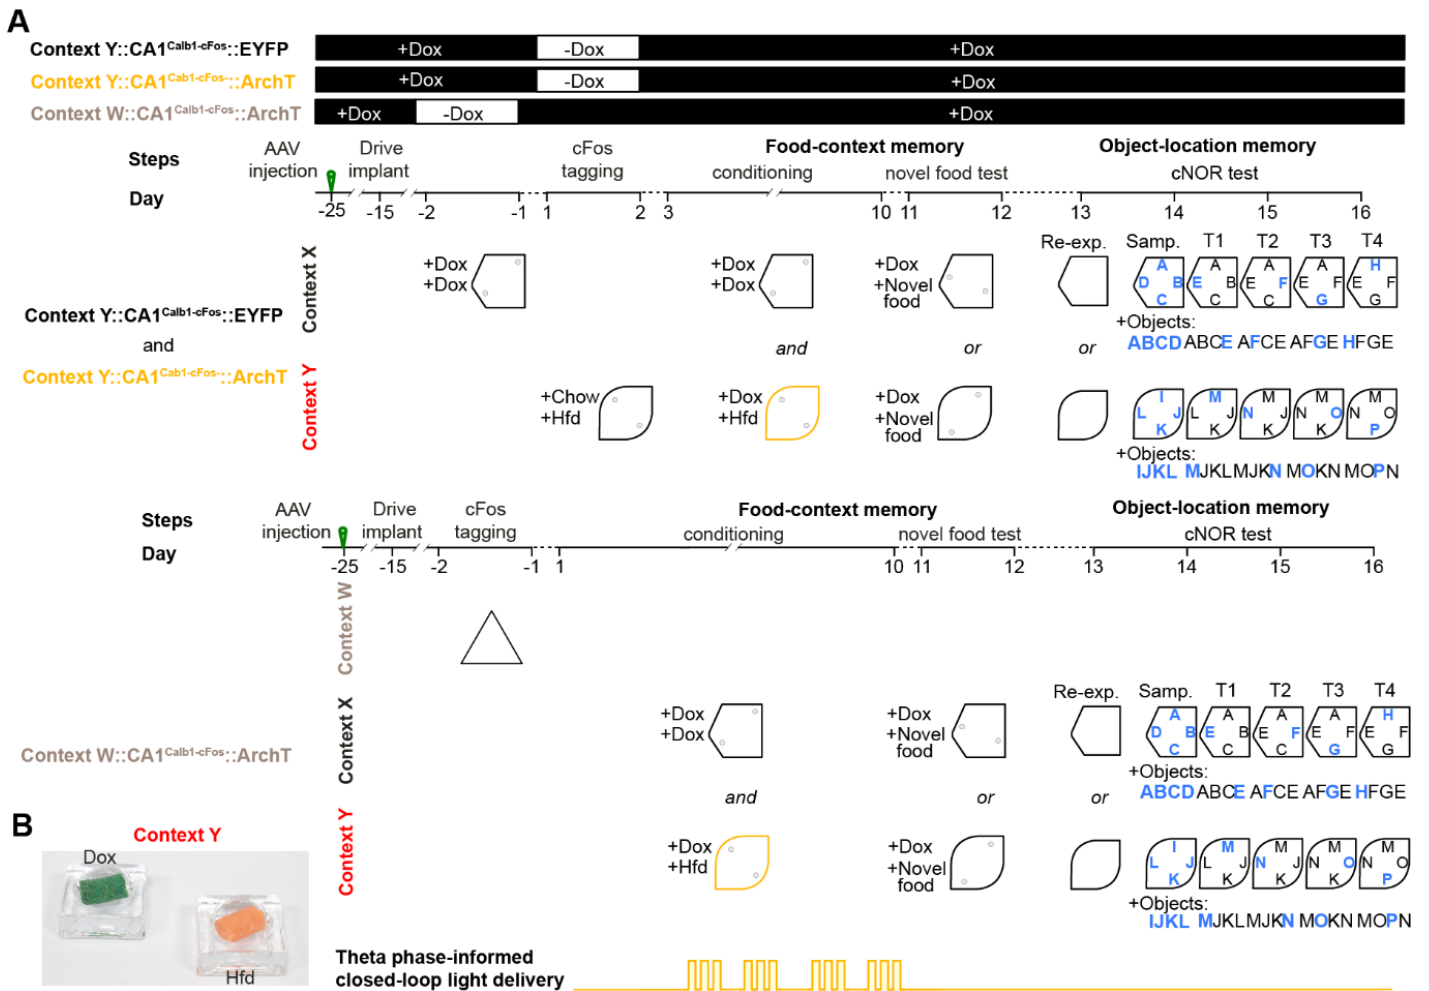 A
Context Y::CA1Calb1-cFos::EYFP +Dox -Dox +Dox
Context Y::CA1Cab1-cFos-::ArchT +Dox -Dox +Dox
Context W::CA1Calb1-cFos::ArchT +Dox -Dox +Dox
Steps AAV injection Drive implant cFos tagging Food-context memory conditioning novel food test Object-location memory cNOR test
Day -25 -15 -2 -1 1 2 3 10 11 12 13 14 15 16
Context X
+Dox
+Dox
+Dox
+Dox
+Dox
+Novel
food
Re-exp. Samp. T1 T2 T3 T4
A D B C
A E B C
A E F C
A E F G
H E F G
+Objects:
ABCD ABCE AFCE AFGE HFGE
Context Y::CA1Calb1-cFos::EYFP
and
Context Y::CA1Cab1-cFos-::ArchT
and or or
Context Y
+Chow
+Hfd
+Dox
+Hfd
+Dox
+Novel
food
I L J K
M L J K
M N J K
M N O K
M N O P
+Objects:
IJKL MJKL MJKN MOKN MOPN
Steps AAV injection Drive implant cFos tagging Food-context memory conditioning novel food test Object-location memory cNOR test
Day -25 -15 -2 -1 1 10 11 12 13 14 15 16
Context W
Context X
+Dox
+Dox
+Dox
+Novel
food
Re-exp. Samp. T1 T2 T3 T4
A D B C
A E B C
A E F C
A E F G
H E F G
+Objects:
ABCD ABCE AFCE AFGE HFGE
Context W::CA1Calb1-cFos::ArchT
and or or
Context Y
+Dox
+Hfd
+Dox
+Novel
food
I L J K
M L J K
M N J K
M N O K
M N O P
+Objects:
IJKL MJKL MJKN MOKN MOPN
B
Context Y
Dox
Hfd
Theta phase-informed
closed-loop light delivery